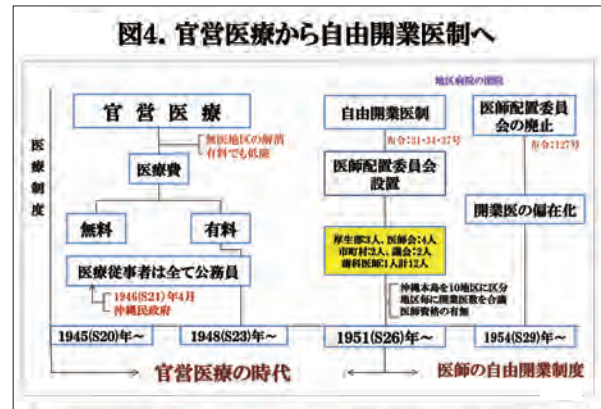 図4. 官営医療から自由開業医制へ
地区病院の閉院
官営医療
自由開業医制
医師配置委員
会の廃止
無医地区の解消
有料でも低廉
布令:31・34・37号
布令:127号
医療制度
医療費
医師配置委員会
設置
無料
有料
開業医の偏在化
厚生部:3人、医師会:4人
市町村:2人、議会:2人
歯科医師:1人計12人
医療従事者は全て公務員
1946(S21)年4月
沖縄民政府
沖縄本島を10地区に区分
地区毎に開業医数を合議
医師資格の有無
1945(S20)年～
1948(S23)年～
1951(S26)年～
1954(S29)年～
官営医療の時代
医師の自由開業制度